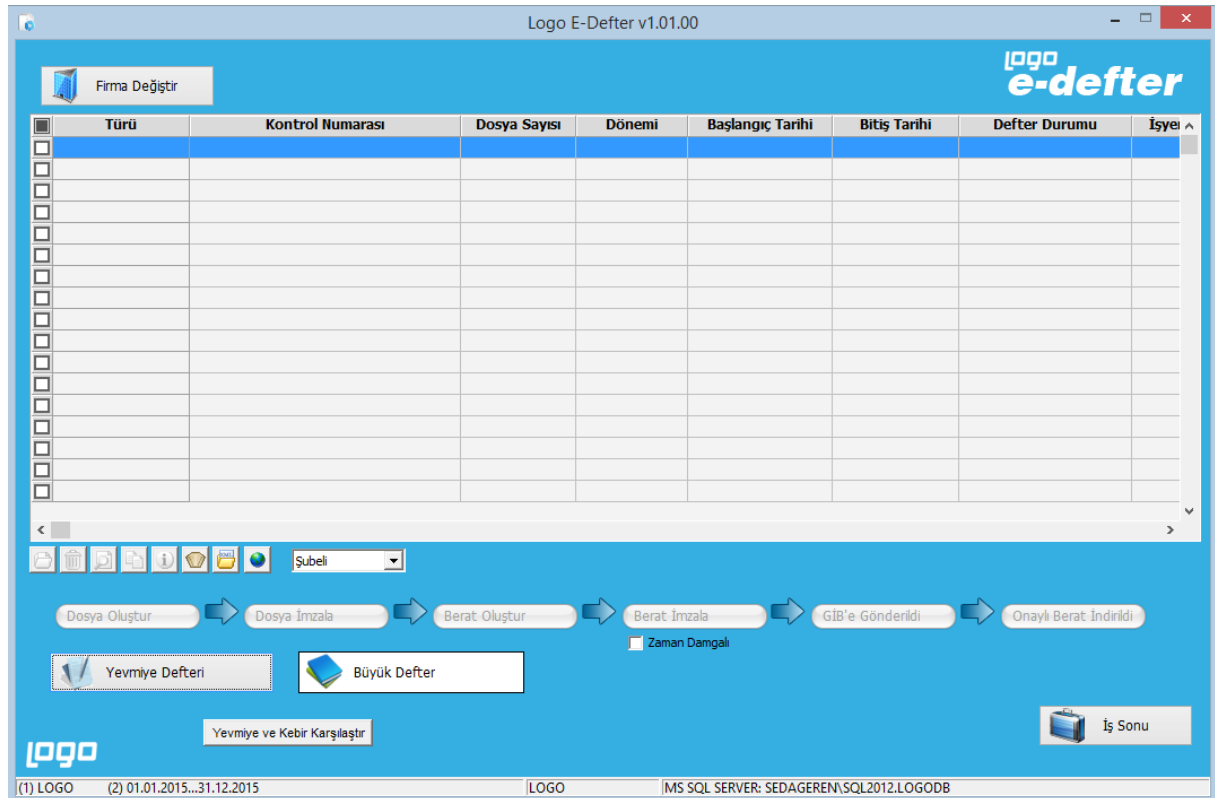 Logo E-Defter v1.01.00
Firma Değiştir
logo
e-defter
Türü Kontrol Numarası Dosya Sayısı Dönemi Başlangıç Tarihi Bitiş Tarihi Defter Durumu İşye
Şubeli
Dosya Oluştur Dosya İmzala Berat Oluştur Berat İmzala GİB'e Gönderildi Onaylı Berat İndirildi
Zaman Damgalı
Yevmiye Defteri Büyük Defter
İş Sonu
Yevmiye ve Kebir Karşılaştır
logo
(1) LOGO (2) 01.01.2015...31.12.2015 LOGO MS SQL SERVER: SEDAGEREN\SQL2012.LOGODB